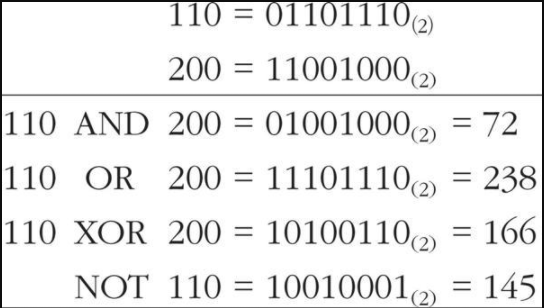 110 = 01101110₍₂₎
200 = 11001000₍₂₎
110 AND 200 = 01001000₍₂₎ = 72
110 OR 200 = 11101110₍₂₎ = 238
110 XOR 200 = 10100110₍₂₎ = 166
NOT 110 = 10010001₍₂₎ = 145